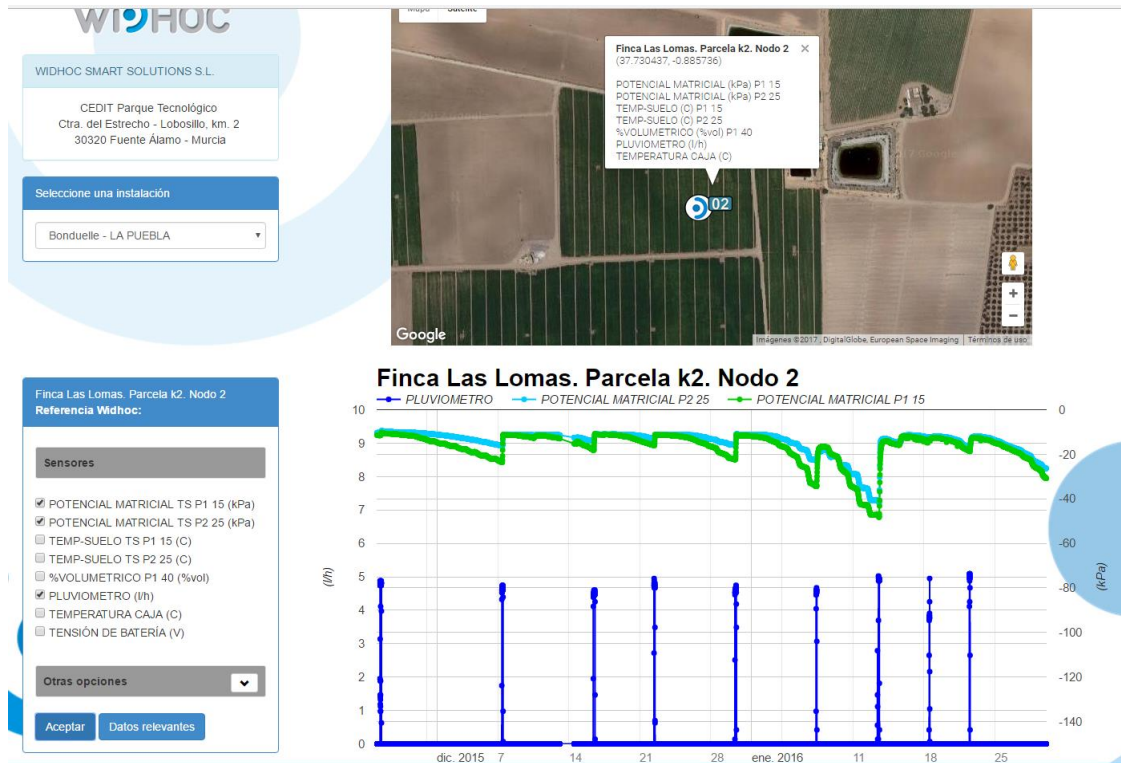 WIDHOC
WIDHOC SMART SOLUTIONS S.L.
CEDIT Parque Tecnológico
Ctra. del Estrecho - Lobosillo, km. 2
30320 Fuente Álamo - Murcia
Seleccione una instalación
Bonduelle - LA PUEBLA
Finca Las Lomas. Parcela k2. Nodo 2
(37.730437, -0.885736)
POTENCIAL MATRICIAL (kPa) P1 15
POTENCIAL MATRICIAL (kPa) P2 25
TEMP-SUELO (C) P1 15
TEMP-SUELO (C) P2 25
%VOLUMETRICO (%vol) P1 40
PLUVIOMETRO (l/h)
TEMPERATURA CAJA (C)
02
Google
+
−
Imágenes ©2017 , DigitalGlobe, European Space Imaging
Términos de uso
Finca Las Lomas. Parcela k2. Nodo 2
Referencia Widhoc:
Sensores
POTENCIAL MATRICIAL TS P1 15 (kPa)
POTENCIAL MATRICIAL TS P2 25 (kPa)
TEMP-SUELO TS P1 15 (C)
TEMP-SUELO TS P2 25 (C)
%VOLUMETRICO P1 40 (%vol)
PLUVIOMETRO (l/h)
TEMPERATURA CAJA (C)
TENSIÓN DE BATERÍA (V)
Otras opciones
Aceptar
Datos relevantes
Finca Las Lomas. Parcela k2. Nodo 2
PLUVIOMETRO POTENCIAL MATRICIAL P2 25 POTENCIAL MATRICIAL P1 15
10
9
8
7
6
5
4
3
2
1
0
(l/h)
0
-20
-40
-60
-80
-100
-120
-140
(kPa)
dic. 2015 7 14 21 28 ene. 2016 11 18 25